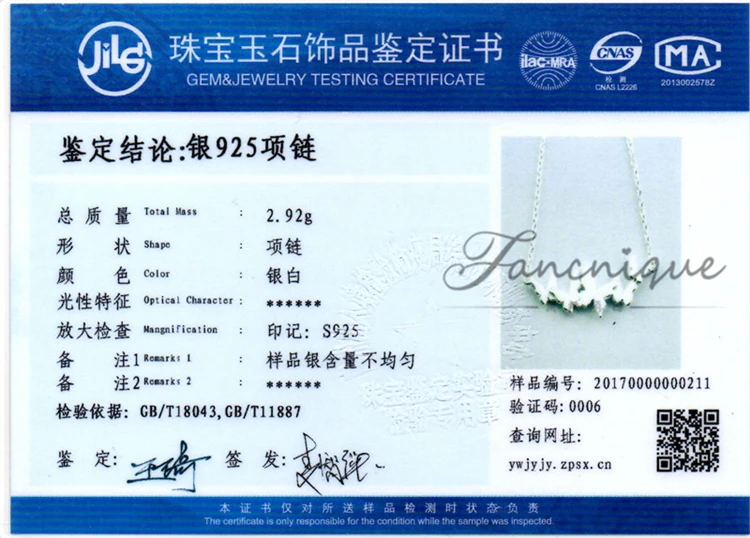 JiLG
珠宝玉石饰品鉴定证书
GEM&JEWELRY TESTING CERTIFICATE
ilac-MRA
CNAS
检测
CNAS L2226
MA
2013002578Z
鉴定结论:银925项链
总质量 Total Mass : 2.92g
形状 Shape : 项链
颜色 Color : 银白
光性特征 Optical Character : ******
放大检查 Mangnification : 印记: S925
备注1 Remarks 1 : 样品银含量不均匀
备注2 Remarks 2 : ******
检验依据: GB/T18043,GB/T11887
鉴定: 签发:
Fancnique
样品编号: 20170000000211
验证码:0006
查询网址:
ywjyjy.zpsx.cn
本证书仅对所送样品检测时状态负责
The certificate is only responsible for the condition while the sample was inspected.